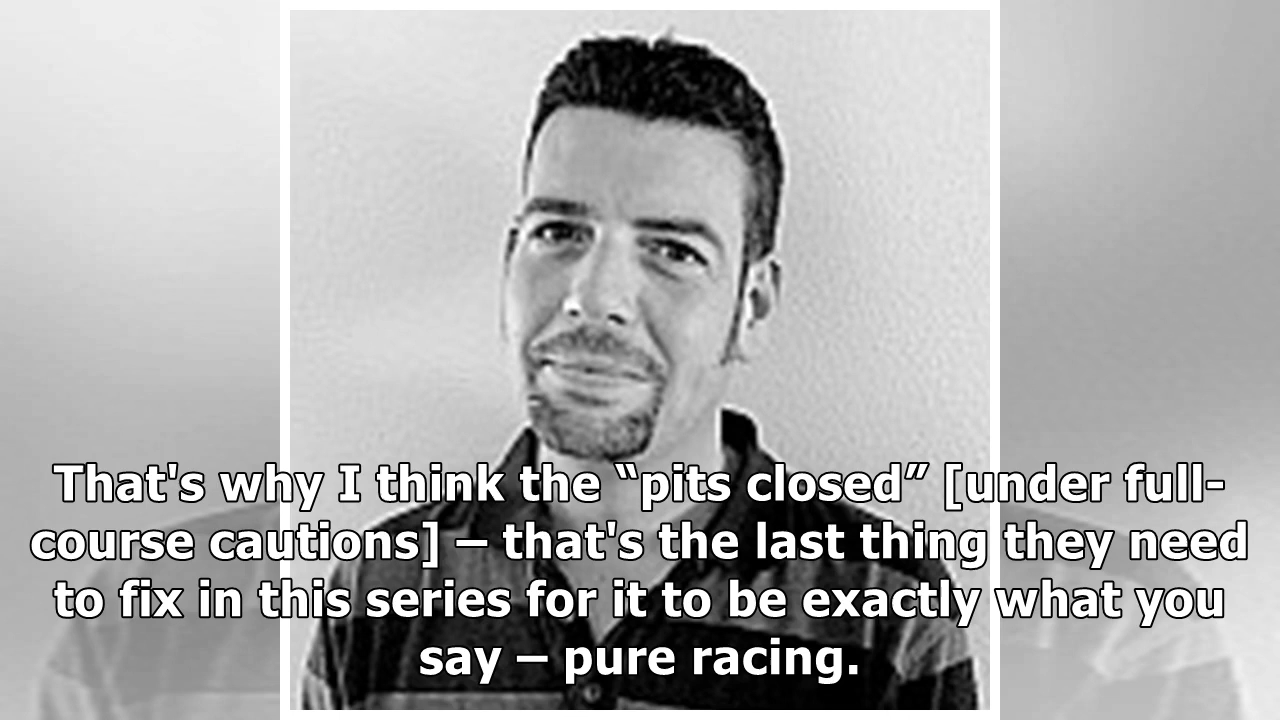 That's why I think the “pits closed” [under full-
course cautions] – that's the last thing they need
to fix in this series for it to be exactly what you
say – pure racing.